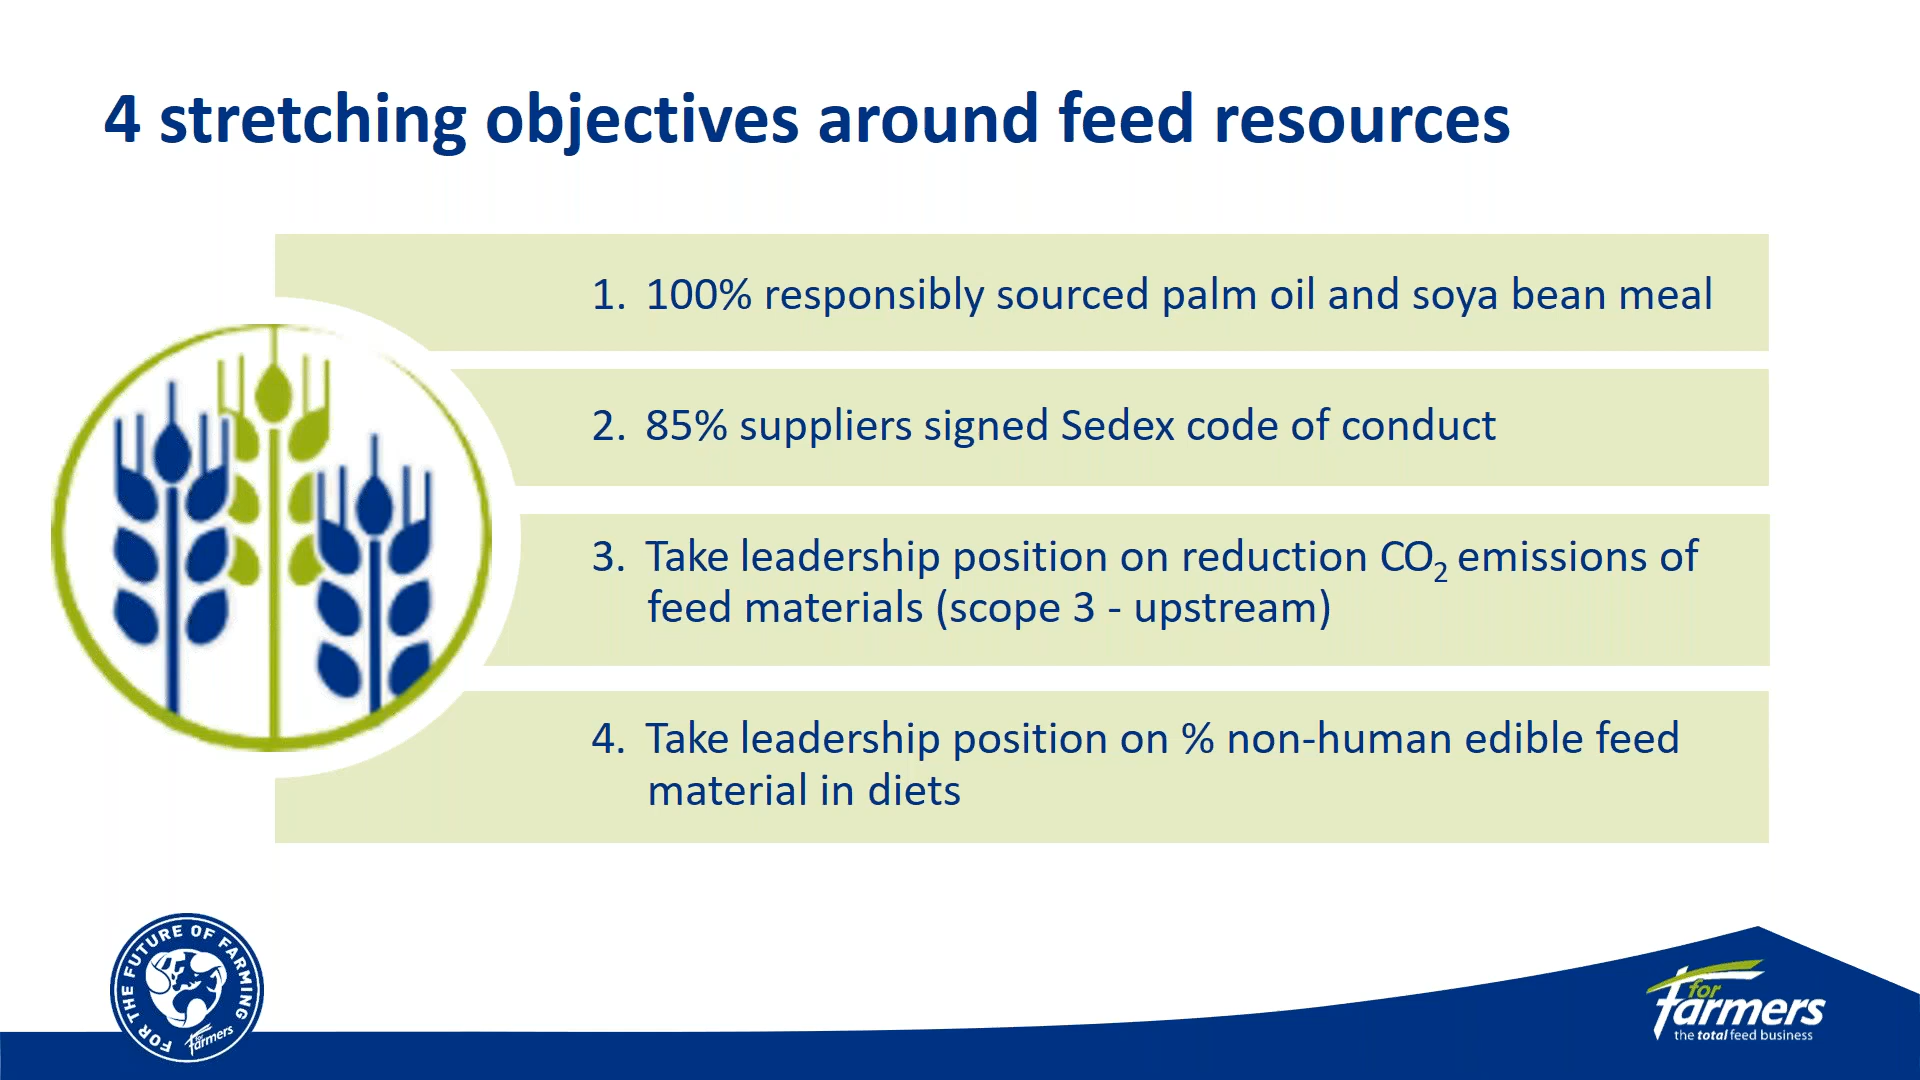 4 stretching objectives around feed resources
1. 100% responsibly sourced palm oil and soya bean meal
2. 85% suppliers signed Sedex code of conduct
3. Take leadership position on reduction CO₂ emissions of
feed materials (scope 3 - upstream)
4. Take leadership position on % non-human edible feed
material in diets
FOR THE FUTURE OF FARMING
for
farmers
for
farmers
the total feed business